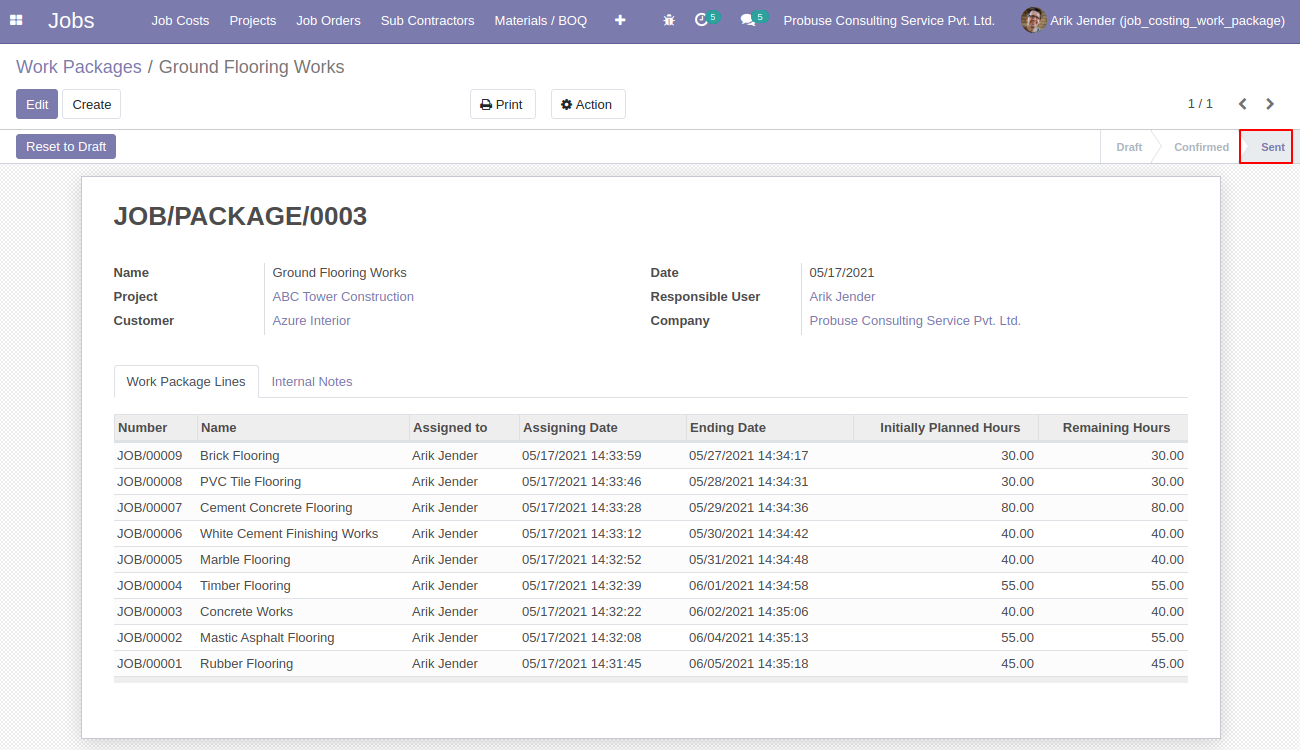 Jobs Job Costs Projects Job Orders Sub Contractors Materials / BOQ 5 5 Probuse Consulting Service Pvt. Ltd. Arik Jender (job_costing_work_package)
Work Packages / Ground Flooring Works
Edit Create Print Action 1 / 1
Reset to Draft Draft Confirmed Sent
JOB/PACKAGE/0003
Name Ground Flooring Works Date 05/17/2021
Project ABC Tower Construction Responsible User Arik Jender
Customer Azure Interior Company Probuse Consulting Service Pvt. Ltd.
Work Package Lines Internal Notes
Number Name Assigned to Assigning Date Ending Date Initially Planned Hours Remaining Hours
JOB/00009 Brick Flooring Arik Jender 05/17/2021 14:33:59 05/27/2021 14:34:17 30.00 30.00
JOB/00008 PVC Tile Flooring Arik Jender 05/17/2021 14:33:46 05/28/2021 14:34:31 30.00 30.00
JOB/00007 Cement Concrete Flooring Arik Jender 05/17/2021 14:33:28 05/29/2021 14:34:36 80.00 80.00
JOB/00006 White Cement Finishing Works Arik Jender 05/17/2021 14:33:12 05/30/2021 14:34:42 40.00 40.00
JOB/00005 Marble Flooring Arik Jender 05/17/2021 14:32:52 05/31/2021 14:34:48 40.00 40.00
JOB/00004 Timber Flooring Arik Jender 05/17/2021 14:32:39 06/01/2021 14:34:58 55.00 55.00
JOB/00003 Concrete Works Arik Jender 05/17/2021 14:32:22 06/02/2021 14:35:06 40.00 40.00
JOB/00002 Mastic Asphalt Flooring Arik Jender 05/17/2021 14:32:08 06/04/2021 14:35:13 55.00 55.00
JOB/00001 Rubber Flooring Arik Jender 05/17/2021 14:31:45 06/05/2021 14:35:18 45.00 45.00